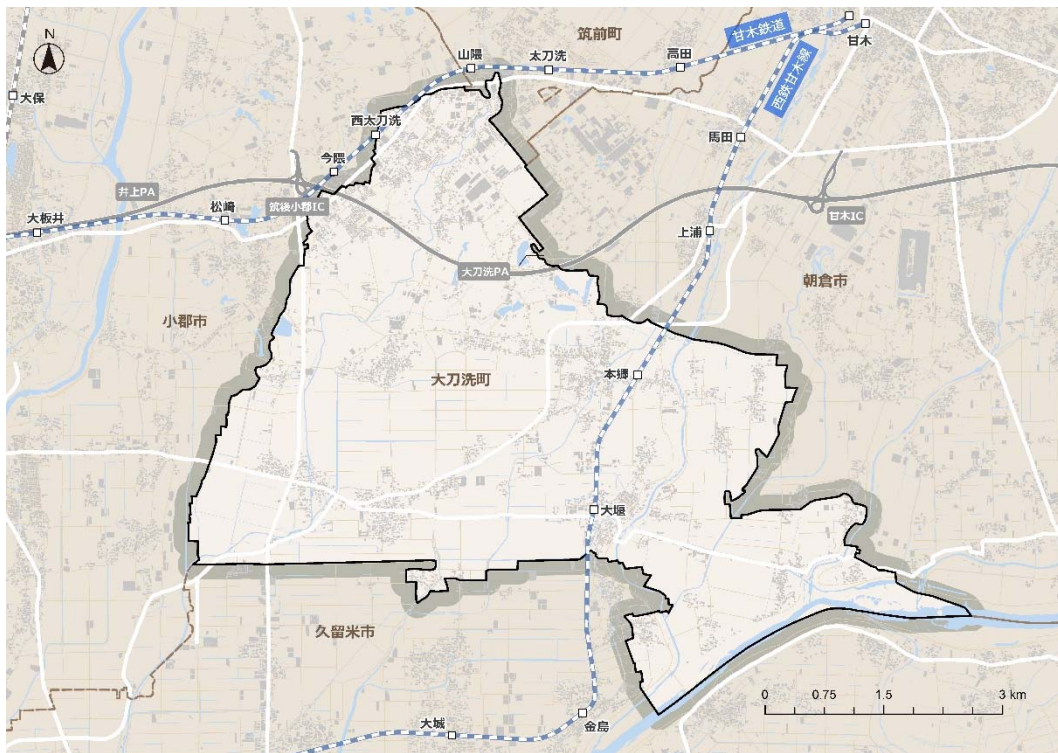 N
筑前町
甘木鉄道
甘木
西鉄甘木線
山隈
太刀洗
高田
大保
西太刀洗
馬田
今隈
井上PA
筑後小郡IC
大板井
松崎
甘木IC
上浦
大刀洗PA
朝倉市
小郡市
大刀洗町
本郷
大堰
久留米市
大城
金島
0 0.75 1.5 3 km